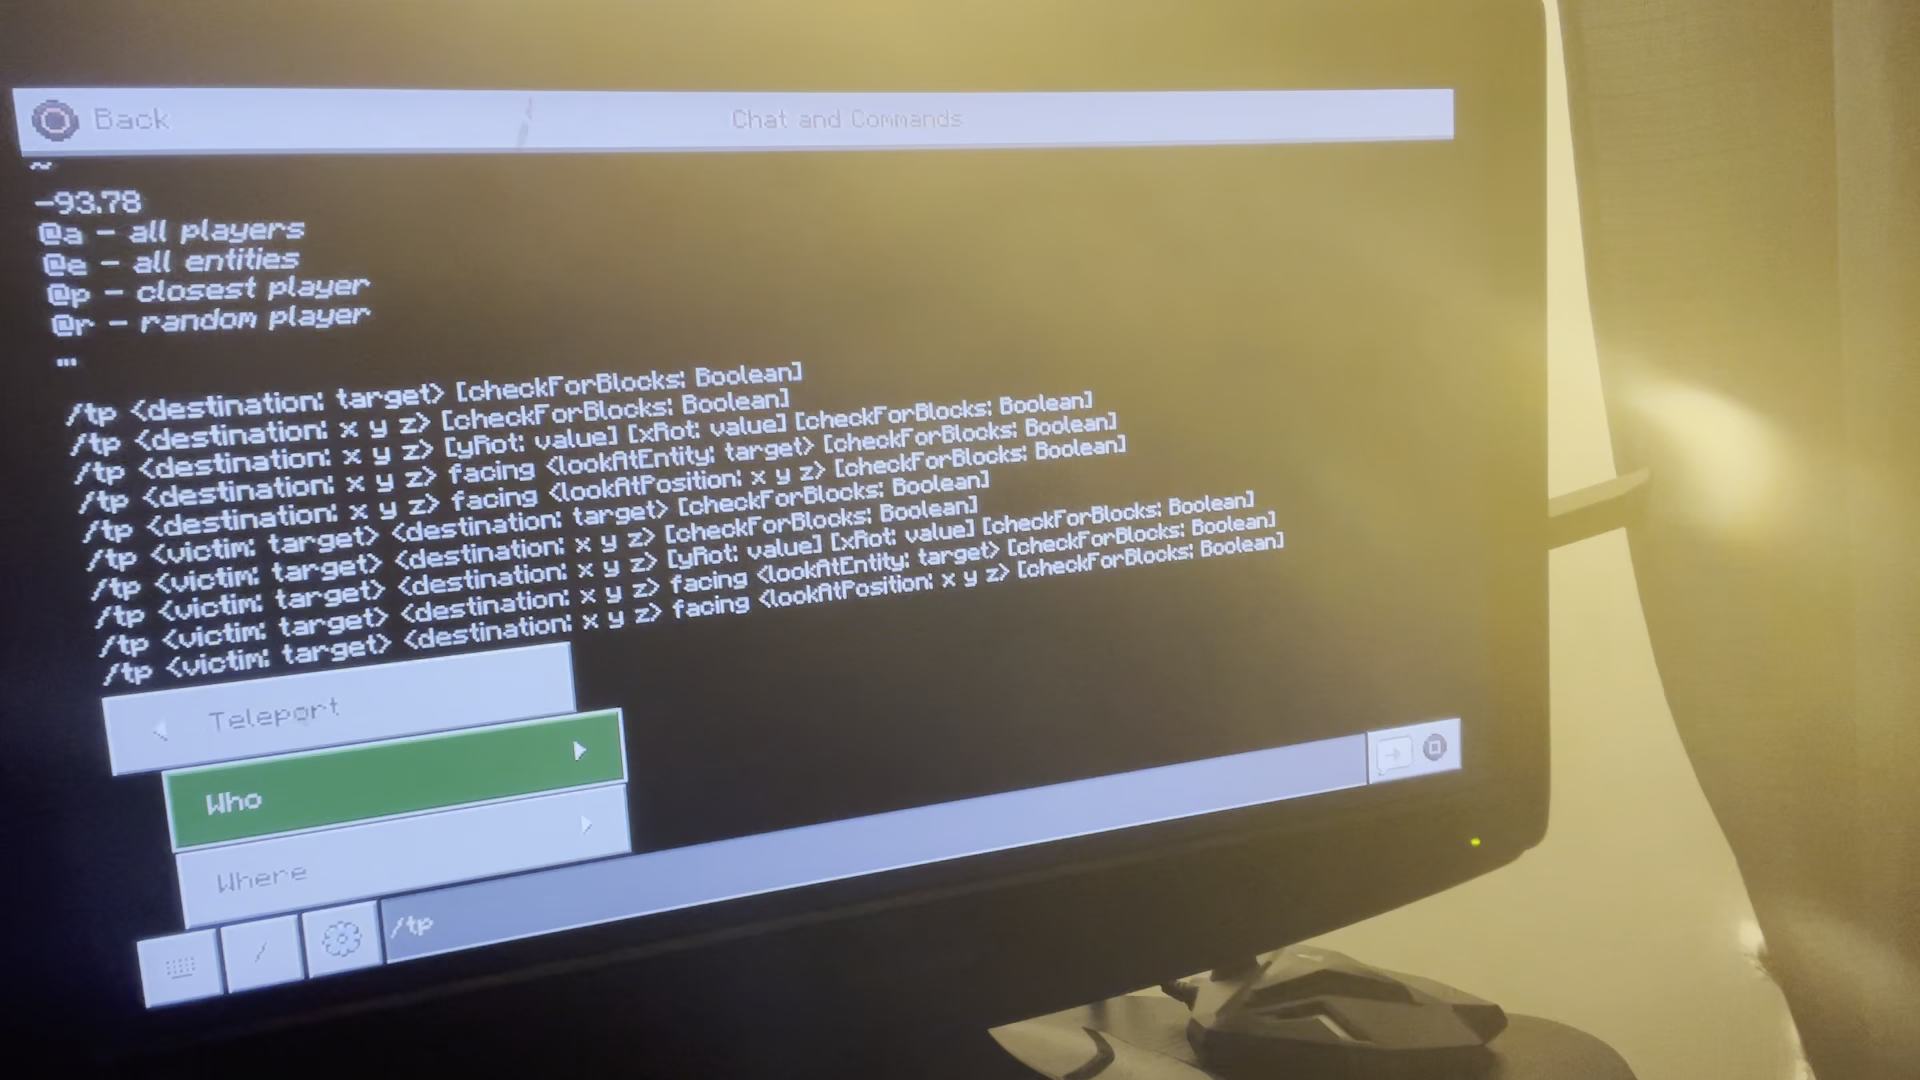 Back
Chat and Commands
~
-93.78
@a - all players
@e - all entities
@p - closest player
@r - random player
...
/tp <destination: target> [checkForBlocks: Boolean]
/tp <destination: x y z> [checkForBlocks: Boolean]
/tp <destination: x y z> [yRot: value] [xRot: value] [checkForBlocks: Boolean]
/tp <destination: x y z> facing <lookAtEntity: target> [checkForBlocks: Boolean]
/tp <destination: x y z> facing <lookAtPosition: x y z> [checkForBlocks: Boolean]
/tp <victim: target> <destination: target> [checkForBlocks: Boolean]
/tp <victim: target> <destination: x y z> [checkForBlocks: Boolean]
/tp <victim: target> <destination: x y z> [yRot: value] [xRot: value] [checkForBlocks: Boolean]
/tp <victim: target> <destination: x y z> facing <lookAtEntity: target> [checkForBlocks: Boolean]
/tp <victim: target> <destination: x y z> facing <lookAtPosition: x y z> [checkForBlocks: Boolean]
Teleport
Who
Where
/
/tp